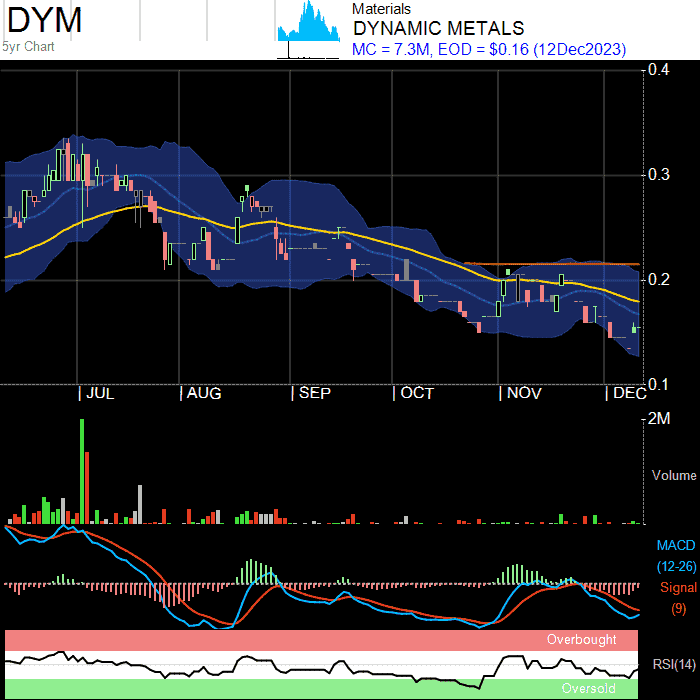 DYM
5yr Chart
Materials
DYNAMIC METALS
MC = 7.3M, EOD = $0.16 (12Dec2023)
0.4
0.3
0.2
0.1
JUL
AUG
SEP
OCT
NOV
DEC
2M
Volume
MACD
(12-26)
Signal
(9)
Overbought
RSI(14)
Oversold